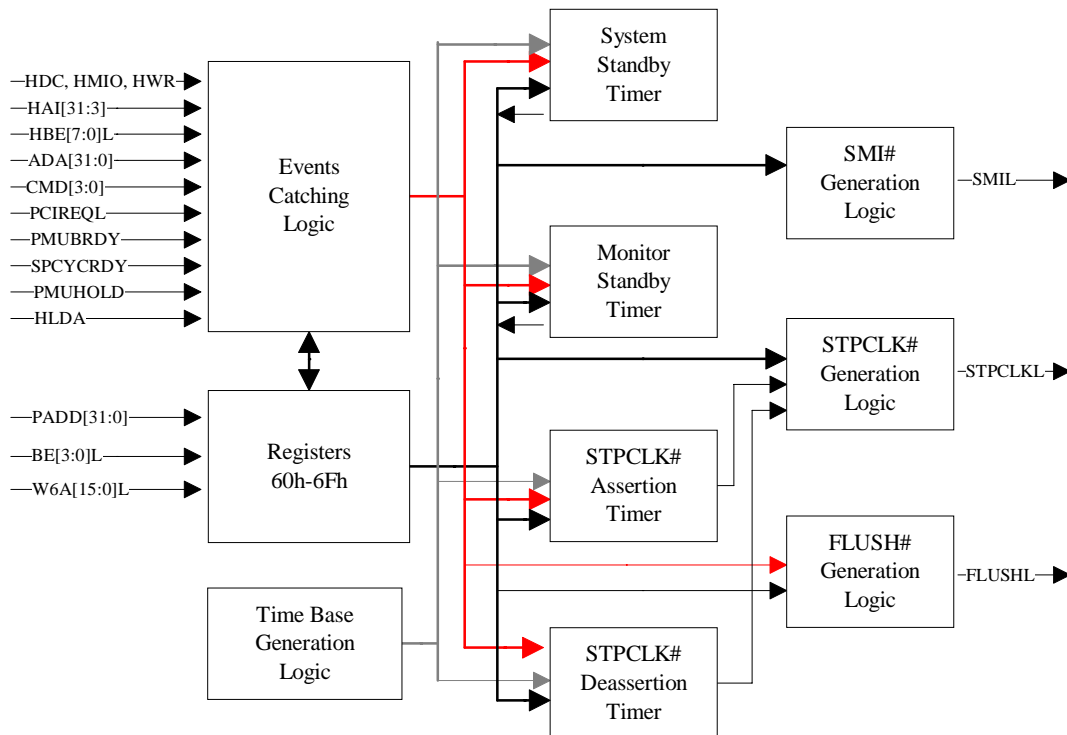 HDC, HMIO, HWR
HAI[31:3]
HBE[7:0]L
ADA[31:0]
CMD[3:0]
PCIREQL
PMUBRDY
SPCYCRDY
PMUHOLD
HLDA
Events
Catching
Logic
PADD[31:0]
BE[3:0]L
W6A[15:0]L
Registers
60h-6Fh
Time Base
Generation
Logic
System
Standby
Timer
Monitor
Standby
Timer
STPCLK#
Assertion
Timer
STPCLK#
Deassertion
Timer
SMI#
Generation
Logic
SMIL
STPCLK#
Generation
Logic
STPCLKL
FLUSH#
Generation
Logic
FLUSHL